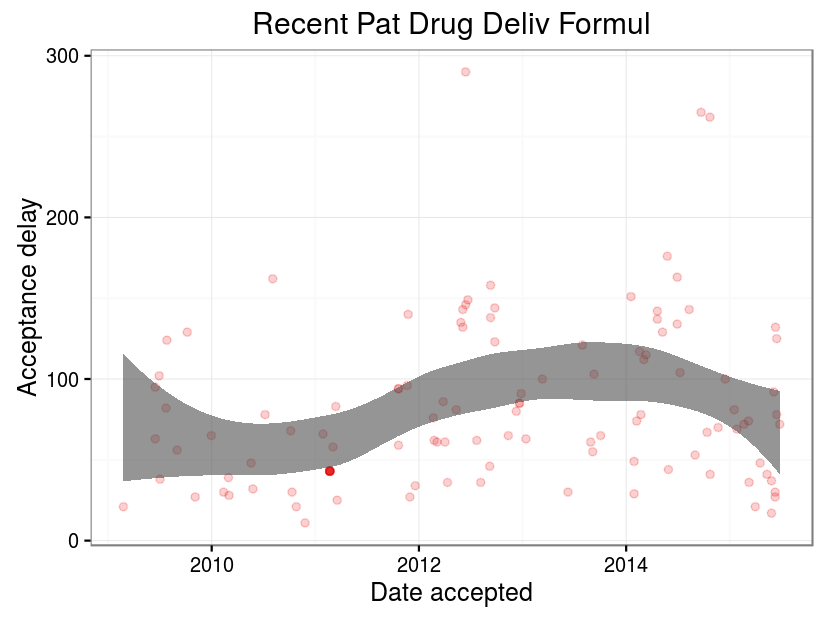 Recent Pat Drug Deliv Formul
300
200
100
0
Acceptance delay
2010 2012 2014
Date accepted